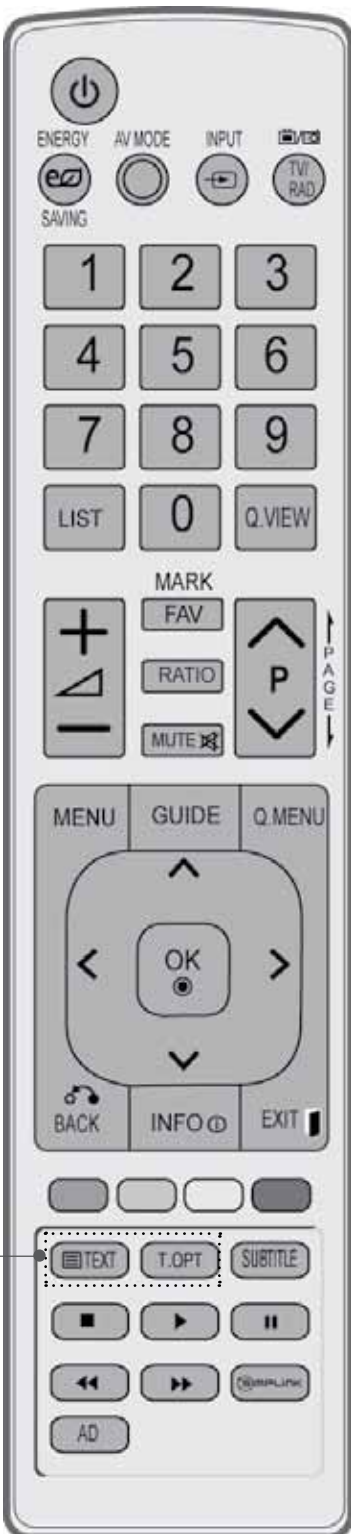 ENERGY AV MODE INPUT
TV/
RAD
SAVING
1 2 3
4 5 6
7 8 9
LIST 0 Q.VIEW
MARK
FAV
RATIO
P
PAGE
MUTE
MENU GUIDE Q.MENU
OK
BACK INFO EXIT
TEXT T.OPT SUBTITLE
SIMPLINK
AD